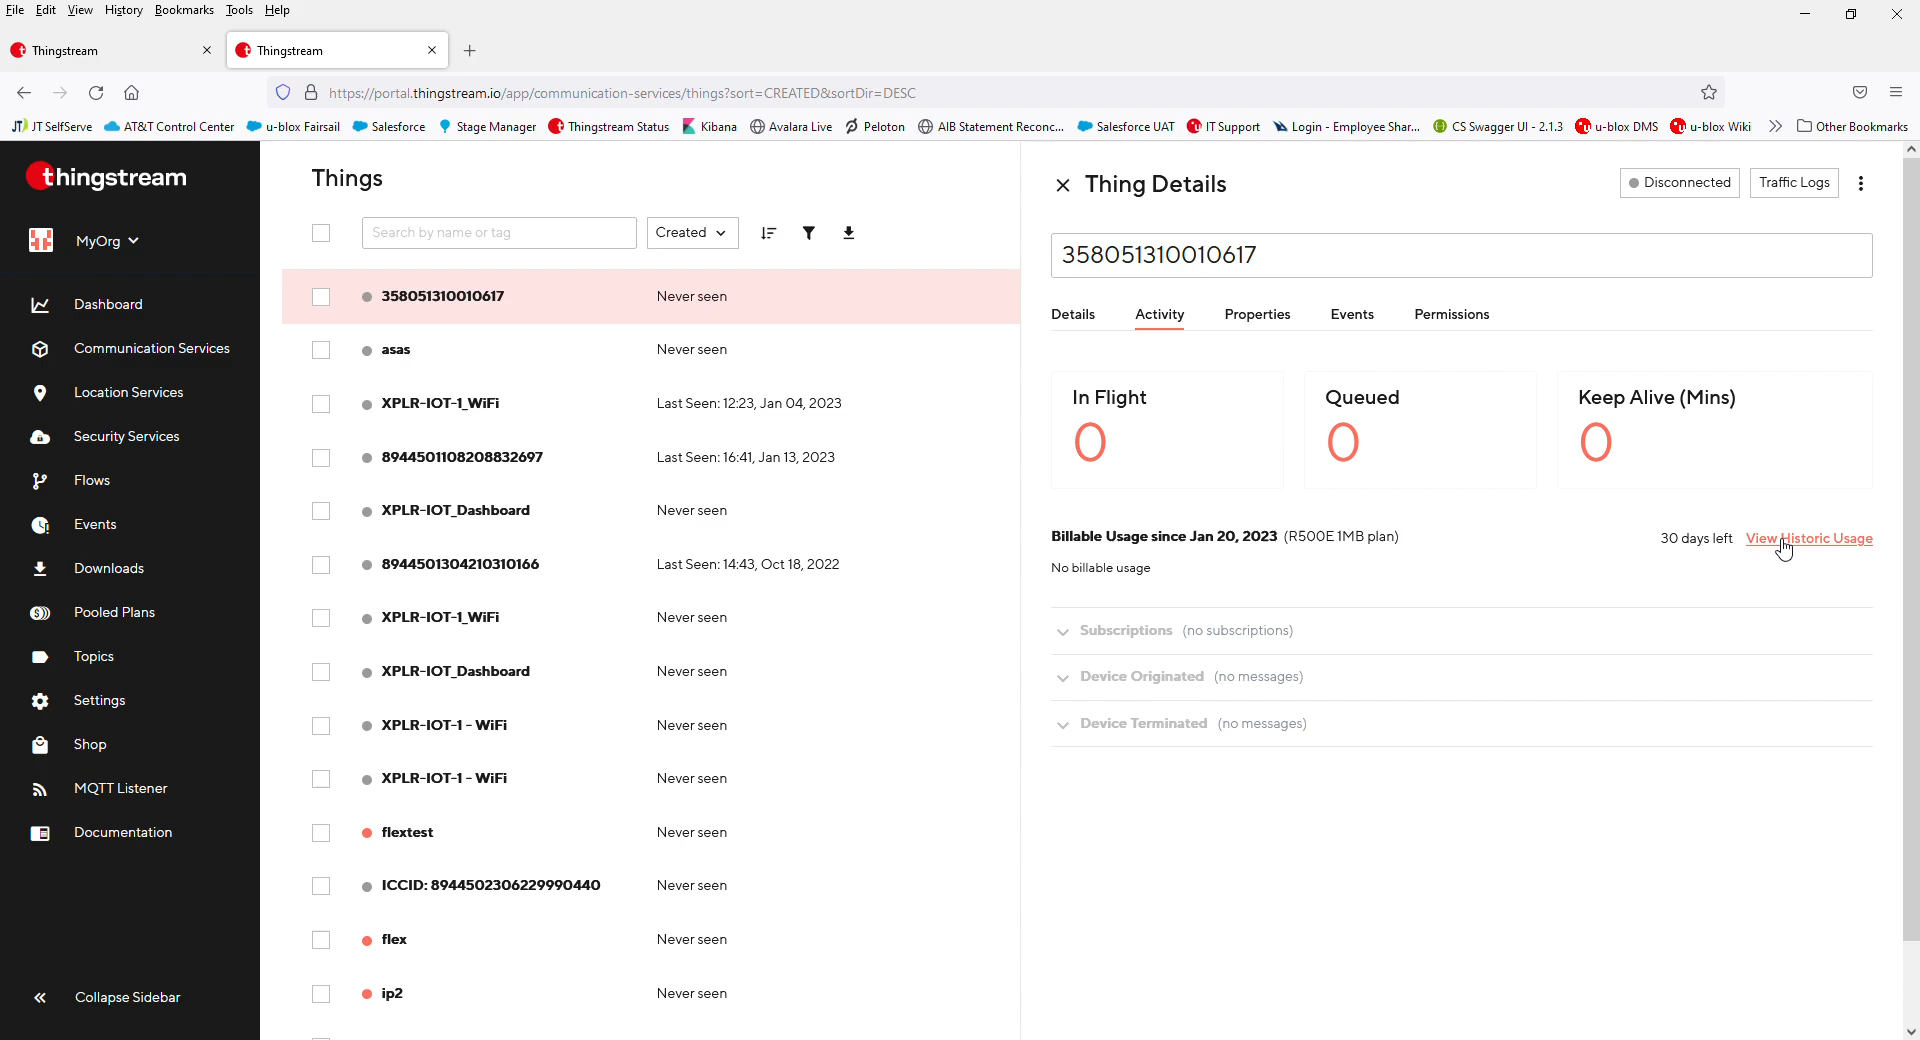 File Edit View History Bookmarks Tools Help
Thingstream
Thingstream
https://portal.thingstream.io/app/communication-services/things?sort=CREATED&sortDir=DESC
JT SelfServe AT&T Control Center u-blox Fairsail Salesforce Stage Manager Thingstream Status Kibana Avalara Live Peloton AIB Statement Reconc... Salesforce UAT IT Support Login - Employee Shar... CS Swagger UI - 2.1.3 u-blox DMS u-blox Wiki Other Bookmarks
thingstream
MyOrg
Dashboard
Communication Services
Location Services
Security Services
Flows
Events
Downloads
Pooled Plans
Topics
Settings
Shop
MQTT Listener
Documentation
Collapse Sidebar
Things
Search by name or tag Created
358051310010617 Never seen
asas Never seen
XPLR-IOT-1_WiFi Last Seen: 12:23, Jan 04, 2023
8944501108208832697 Last Seen: 16:41, Jan 13, 2023
XPLR-IOT_Dashboard Never seen
8944501304210310166 Last Seen: 14:43, Oct 18, 2022
XPLR-IOT-1_WiFi Never seen
XPLR-IOT_Dashboard Never seen
XPLR-IOT-1 - WiFi Never seen
XPLR-IOT-1 - WiFi Never seen
flextest Never seen
ICCID: 8944502306229990440 Never seen
flex Never seen
ip2 Never seen
Thing Details Disconnected Traffic Logs
358051310010617
Details Activity Properties Events Permissions
In Flight Queued Keep Alive (Mins)
0 0 0
Billable Usage since Jan 20, 2023 (R500E 1MB plan) 30 days left View Historic Usage
No billable usage
Subscriptions (no subscriptions)
Device Originated (no messages)
Device Terminated (no messages)